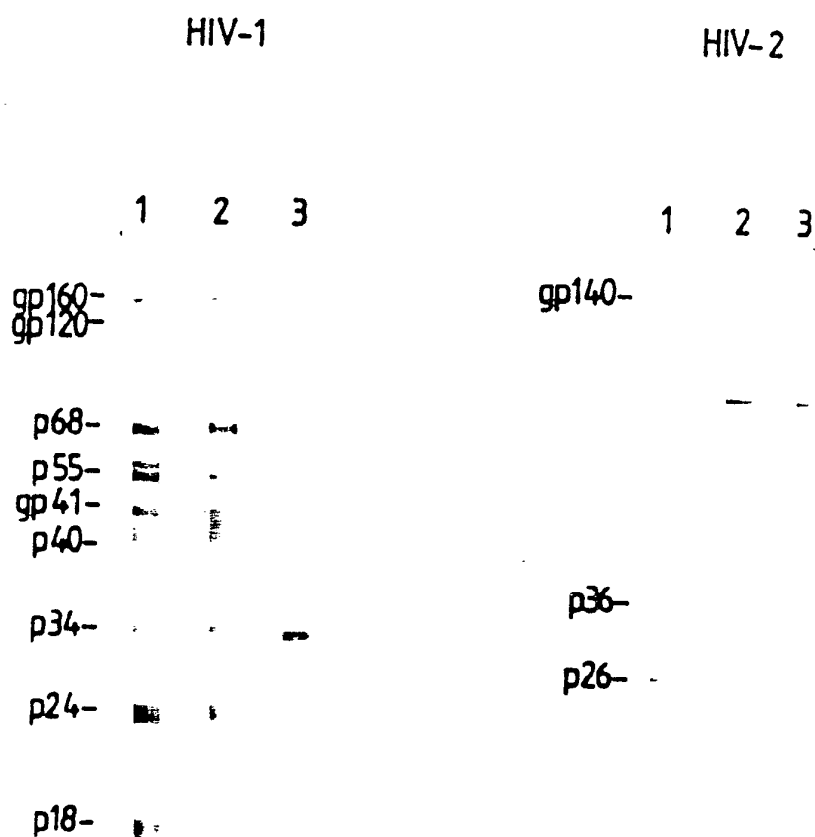 HIV-1
HIV-2
1 2 3
1 2 3
gp160-
gp120-
p68-
p55-
gp41-
p40-
p34-
p24-
p18-
gp140-
p36-
p26-